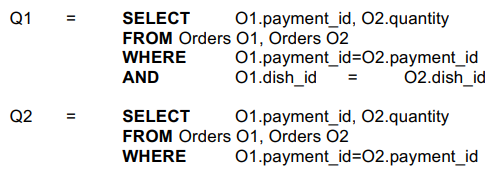 Q1 = SELECT O1.payment_id, O2.quantity
FROM Orders O1, Orders O2
WHERE O1.payment_id=O2.payment_id
AND O1.dish_id = O2.dish_id
Q2 = SELECT O1.payment_id, O2.quantity
FROM Orders O1, Orders O2
WHERE O1.payment_id=O2.payment_id